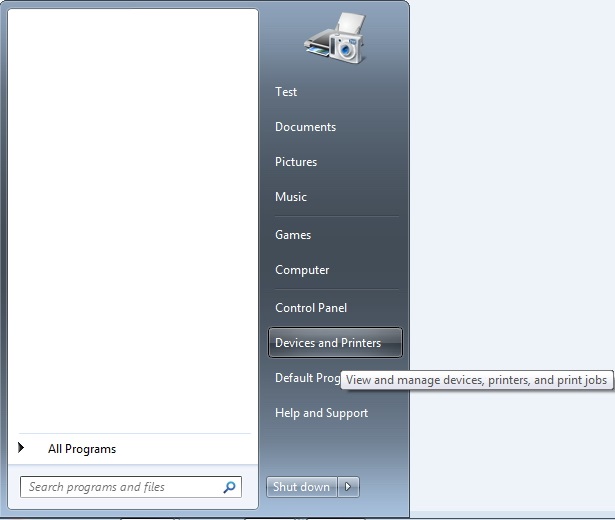 Test
Documents
Pictures
Music
Games
Computer
Control Panel
Devices and Printers
Default Prog
View and manage devices, printers, and print jobs
Help and Support
All Programs
Search programs and files
Shut down